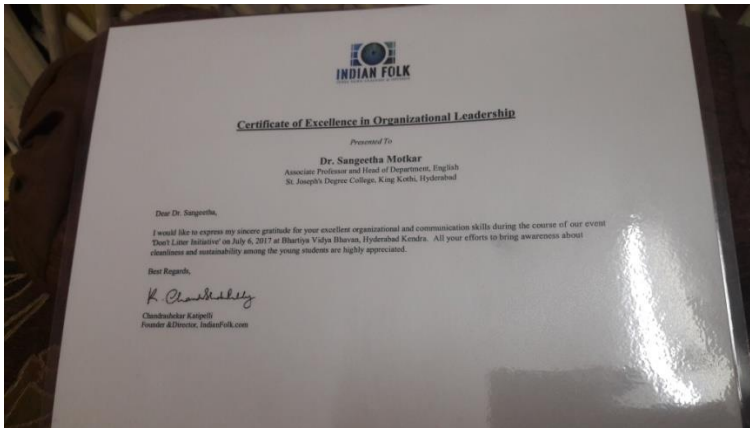 INDIAN FOLK
Certificate of Excellence in Organizational Leadership
Presented To
Dr. Sangeetha Motkar
Associate Professor and Head of Department, English
St. Joseph's Degree College, King Kothi, Hyderabad
Dear Dr. Sangeetha,
I would like to express my sincere gratitude for your excellent organizational and communication skills during the course of our event
'Don't Litter Initiative' on July 6, 2017 at Bhartiya Vidya Bhavan, Hyderabad Kendra. All your efforts to bring awareness about
cleanliness and sustainability among the young students are highly appreciated.
Best Regards,
Chandrashekar Katipelli
Founder &Director, IndianFolk.com